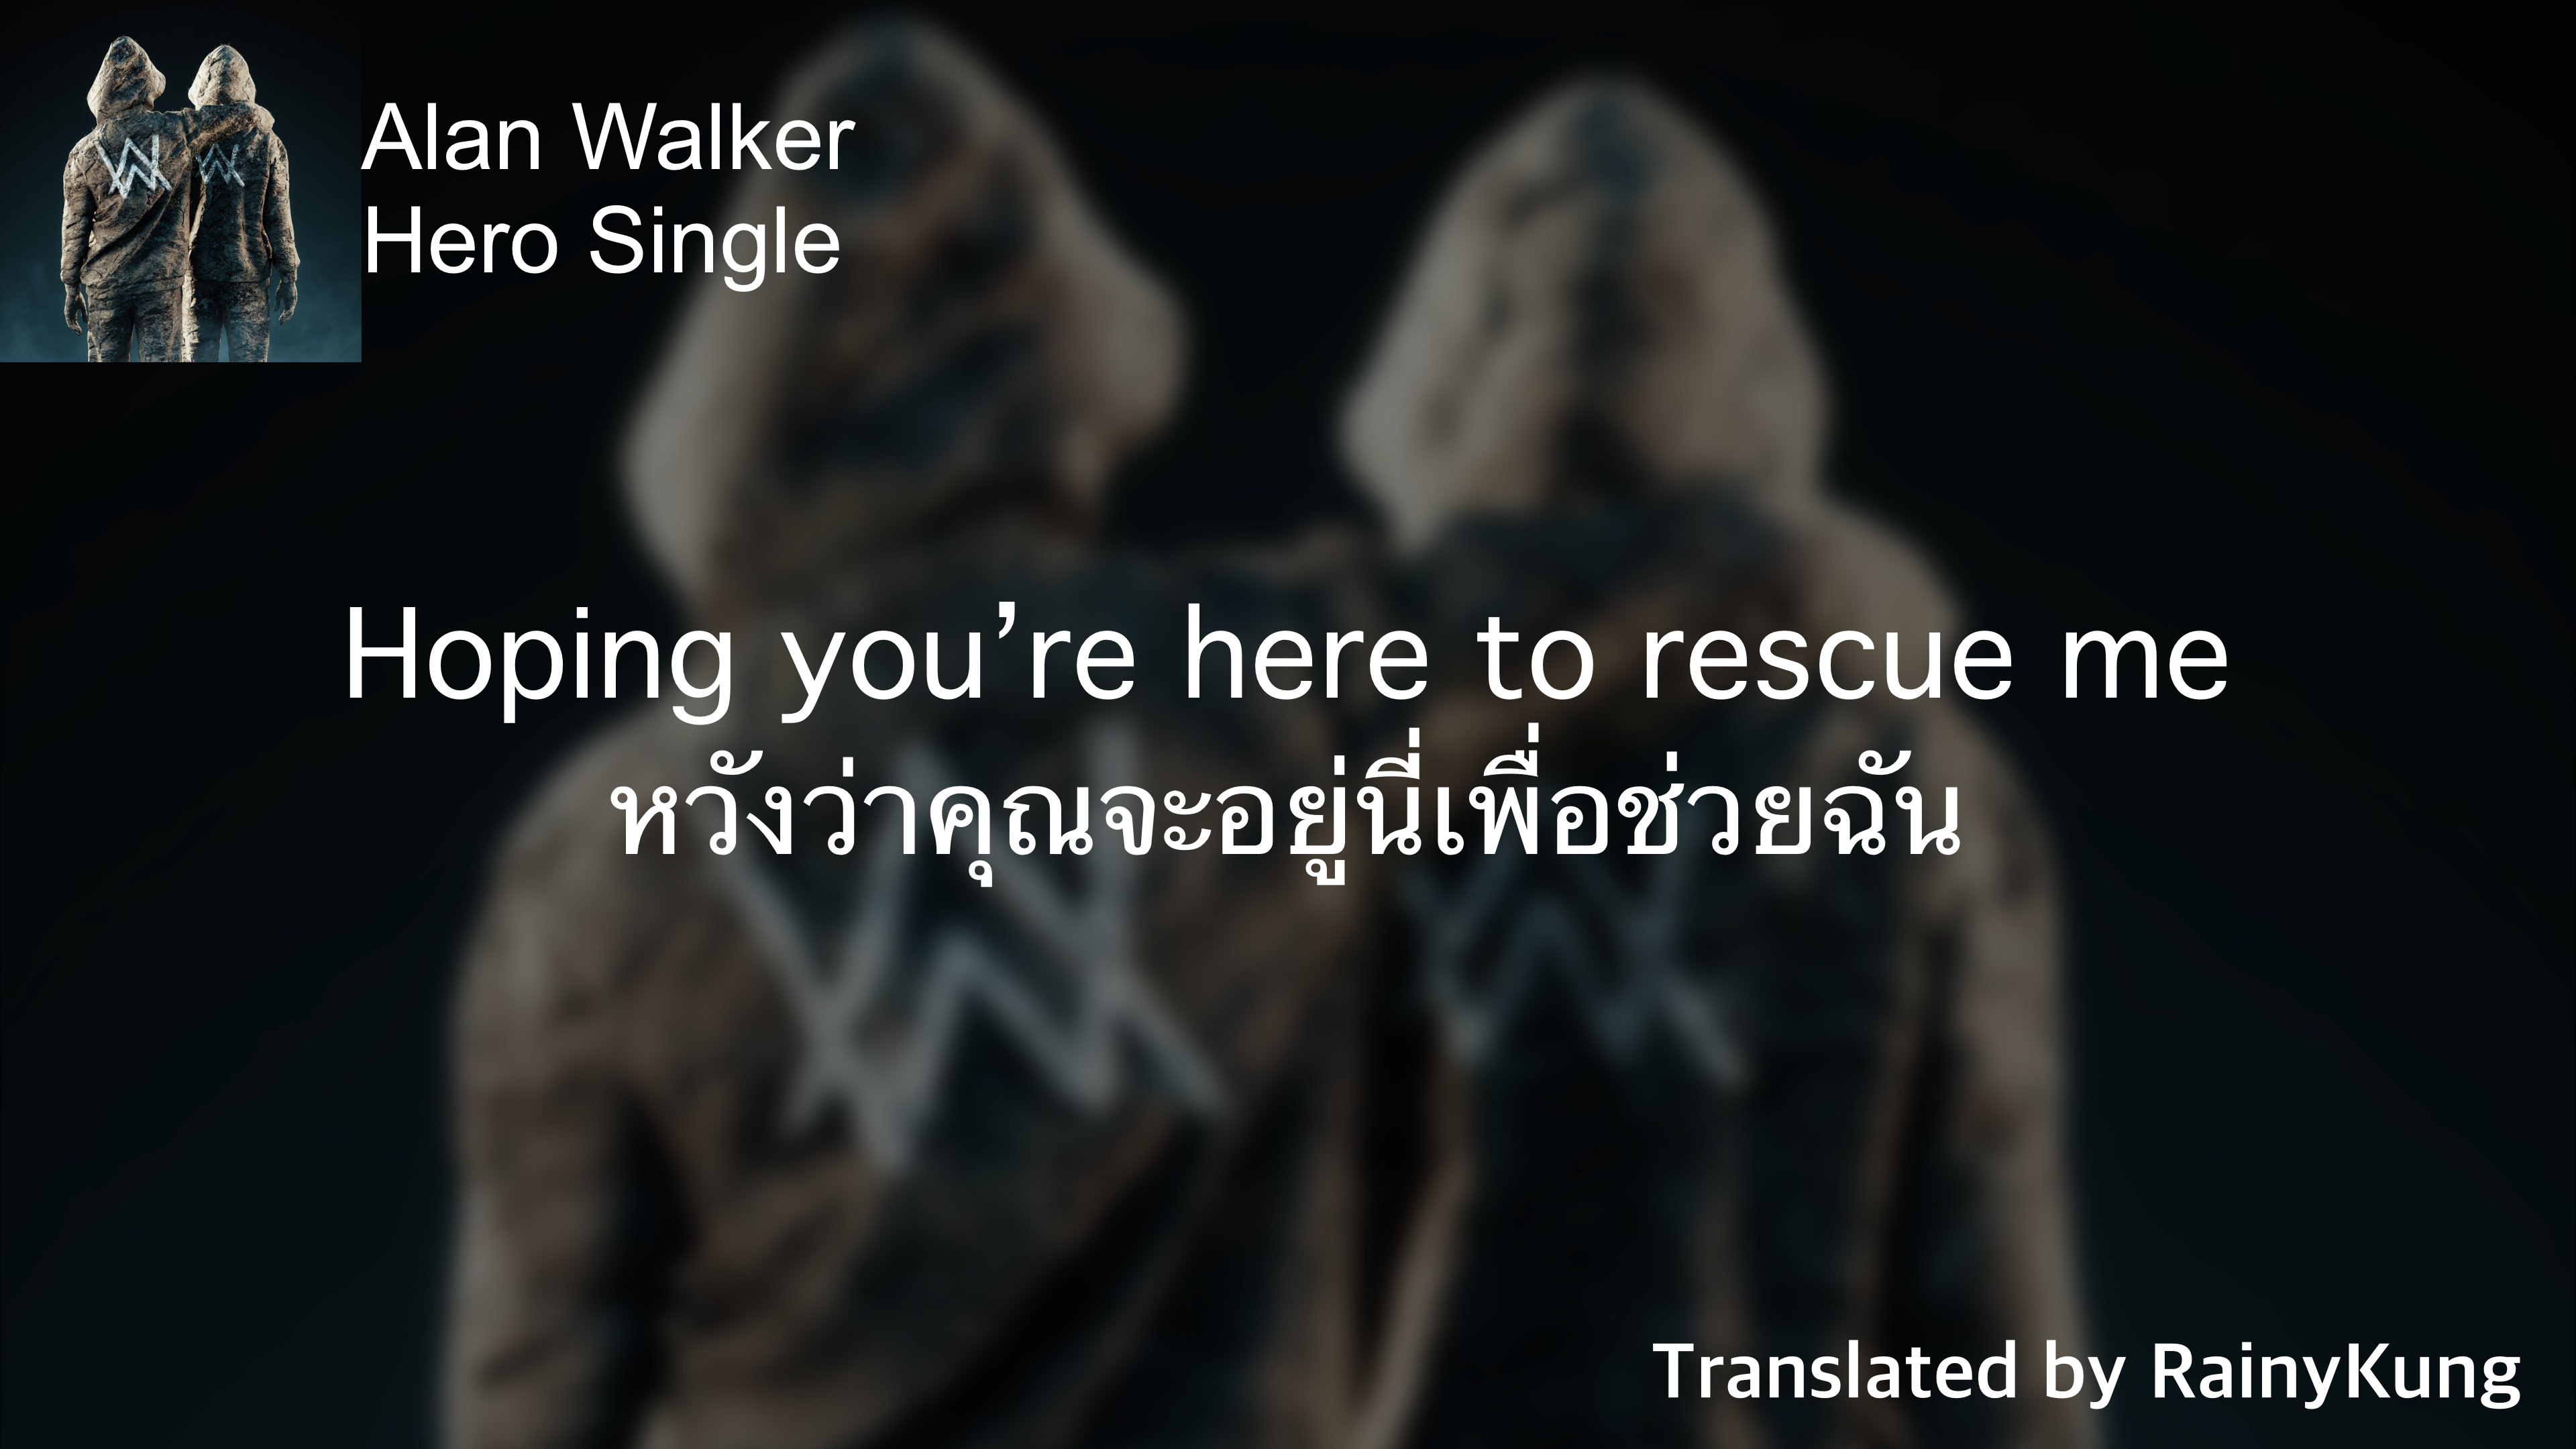 Alan Walker
Hero Single
Hoping you’re here to rescue me
หวังว่าคุณจะอยู่นี่เพื่อช่วยฉัน
Translated by RainyKung